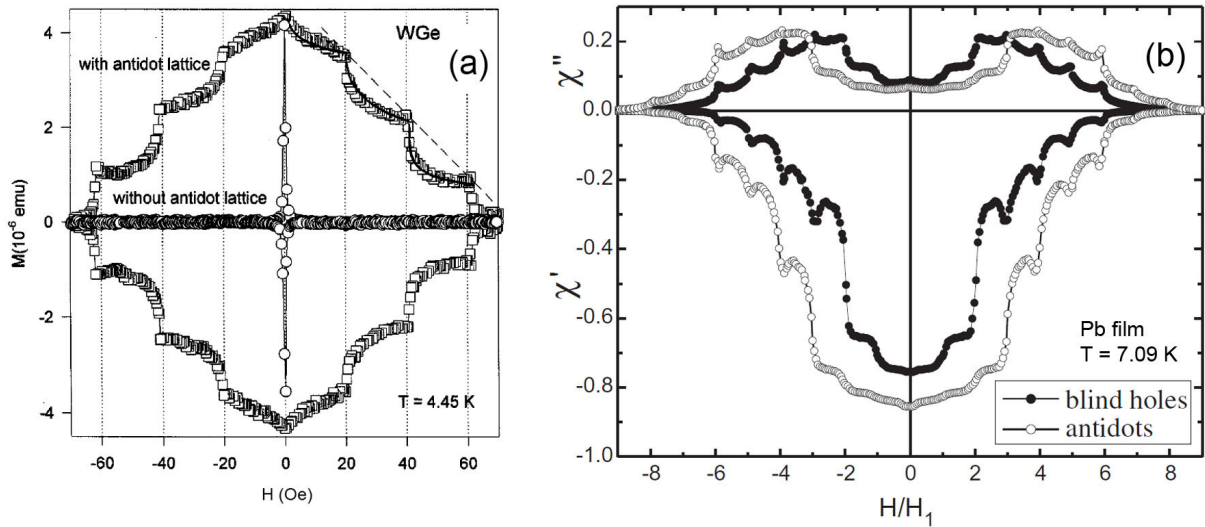 WGe
(a)
with antidot lattice
without antidot lattice
T = 4.45 K
M(10⁻⁶ emu)
4
2
0
-2
-4
-60
-40
-20
0
20
40
60
H (Oe)
(b)
χ''
χ'
0.2
0.0
-0.2
-0.4
-0.6
-0.8
-1.0
Pb film
T = 7.09 K
blind holes
antidots
-8
-6
-4
-2
0
2
4
6
8
H/H₁